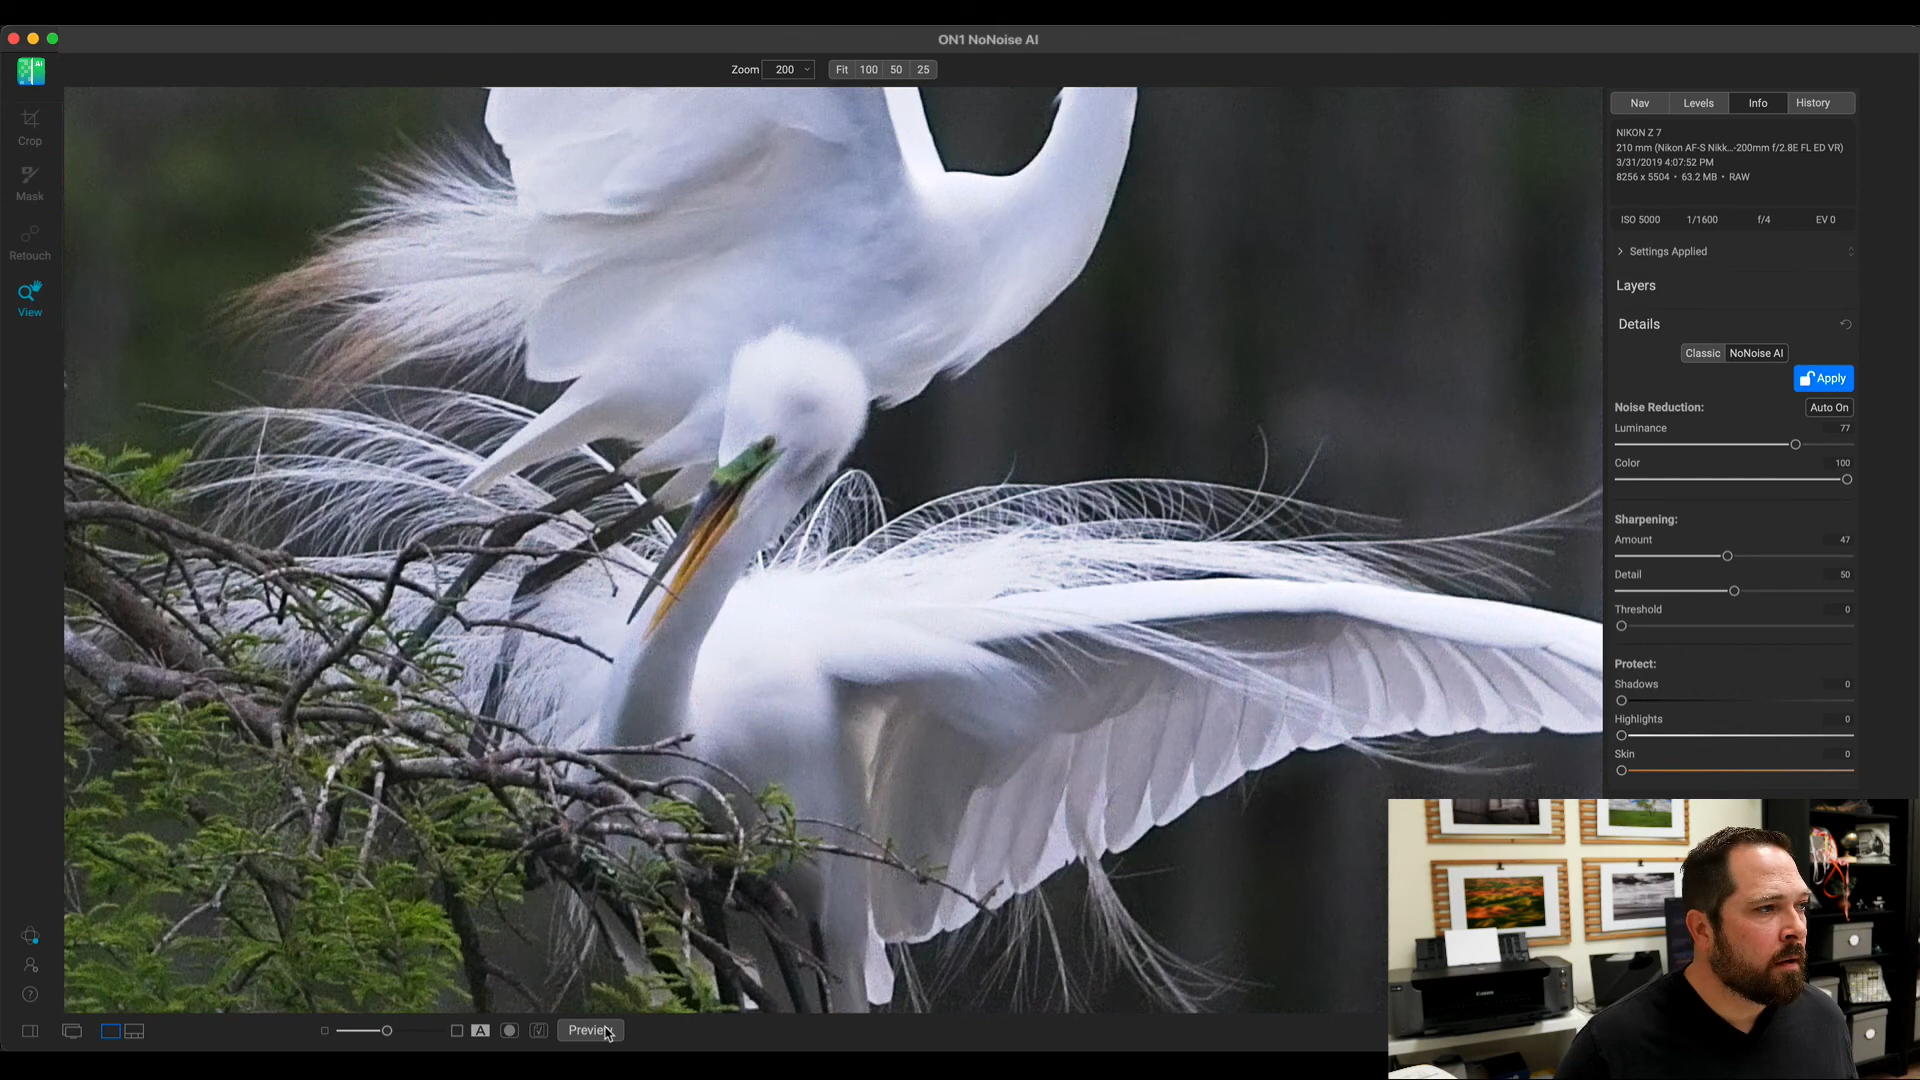 ON1 NoNoise AI
AI
Zoom 200 Fit 100 50 25
Crop
Mask
Retouch
View
Nav Levels Info History
NIKON Z 7
210 mm (Nikon AF-S Nikk...-200mm f/2.8E FL ED VR)
3/31/2019 4:07:52 PM
8256 x 5504 • 63.2 MB • RAW
ISO 5000 1/1600 f/4 EV 0
Settings Applied
Layers
Details
Classic NoNoise AI
Apply
Noise Reduction: Auto On
Luminance 77
Color 100
Sharpening:
Amount 47
Detail 50
Threshold 0
Protect:
Shadows 0
Highlights 0
Skin 0
A Preview
Canon